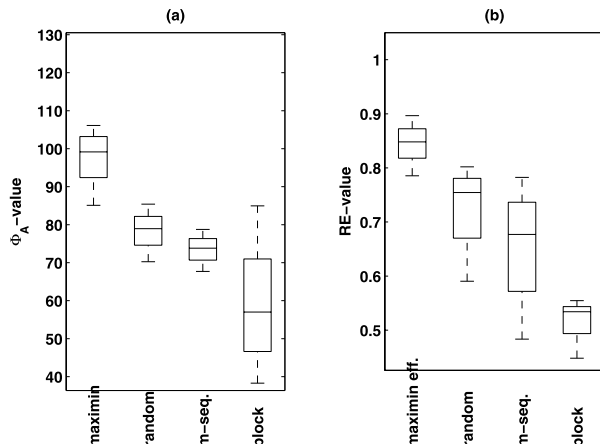 (a)
130
120
110
100
90
80
70
60
50
40
Φ_A−value
maximin
random
m−seq.
block
(b)
1
0.9
0.8
0.7
0.6
0.5
RE−value
maximin eff.
random
m−seq.
block